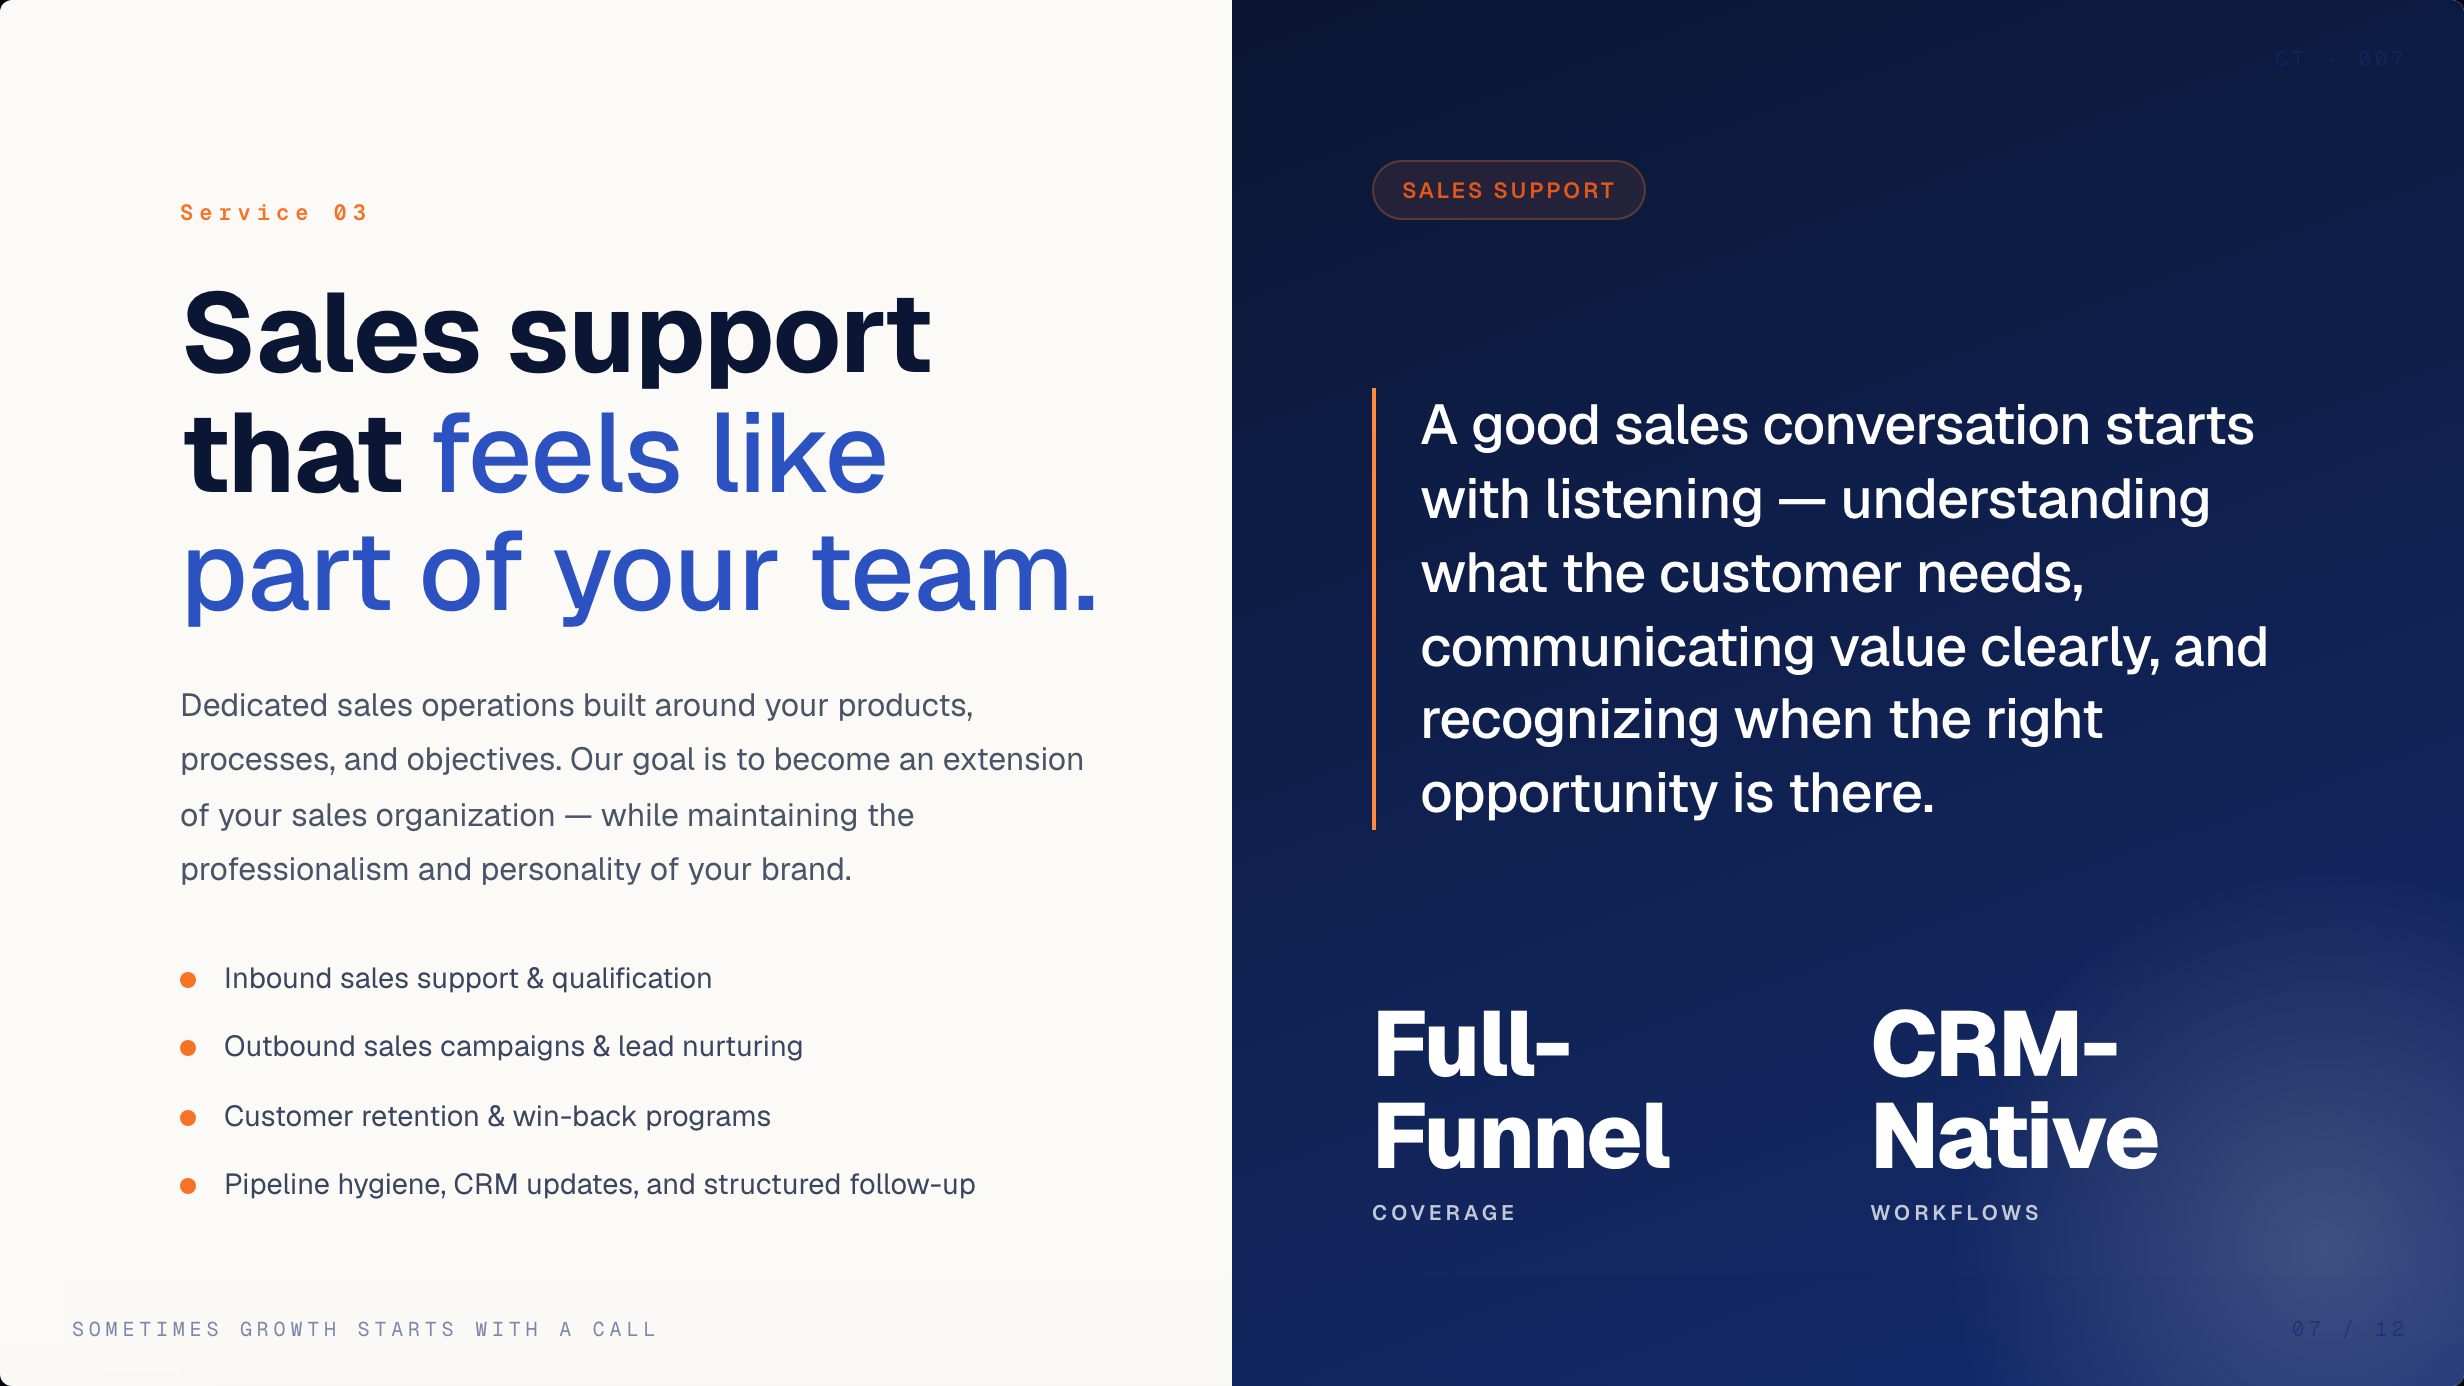 Service 03
Sales support
that feels like
part of your team.
Dedicated sales operations built around your products,
processes, and objectives. Our goal is to become an extension
of your sales organization — while maintaining the
professionalism and personality of your brand.
Inbound sales support & qualification
Outbound sales campaigns & lead nurturing
Customer retention & win-back programs
Pipeline hygiene, CRM updates, and structured follow-up
SOMETIMES GROWTH STARTS WITH A CALL
CT · 007
SALES SUPPORT
A good sales conversation starts
with listening — understanding
what the customer needs,
communicating value clearly, and
recognizing when the right
opportunity is there.
Full-
Funnel
COVERAGE
CRM-
Native
WORKFLOWS
07 / 12